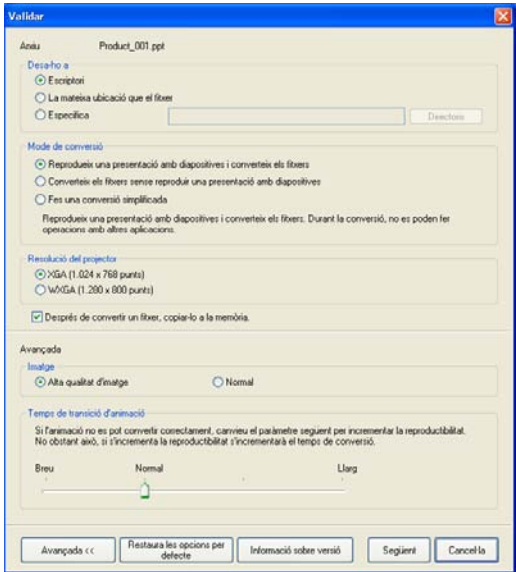 Validar
Arxiu Product_001.ppt
Desa-ho a
Escriptori
La mateixa ubicació que el fitxer
Especifica Directoris
Mode de conversió
Reprodueix una presentació amb diapositives i converteix els fitxers
Converteix els fitxers sense reproduir una presentació amb diapositives
Fes una conversió simplificada
Reprodueix una presentació amb diapositives i converteix els fitxers. Durant la conversió, no es poden fer
operacions amb altres aplicacions.
Resolució del projector
XGA (1.024 x 768 punts)
WXGA (1.280 x 800 punts)
Després de convertir un fitxer, copiar-lo a la memòria.
Avançada
Imatge
Alta qualitat d'imatge Normal
Temps de transició d'animació
Si l'animació no es pot convertir correctament, canvieu el paràmetre següent per incrementar la reproductibilitat.
No obstant això, si s'incrementa la reproductibilitat s'incrementarà el temps de conversió.
Breu Normal Llarg
Avançada << Restaura les opcions per Informació sobre versió Següent Cancel·la
defecte